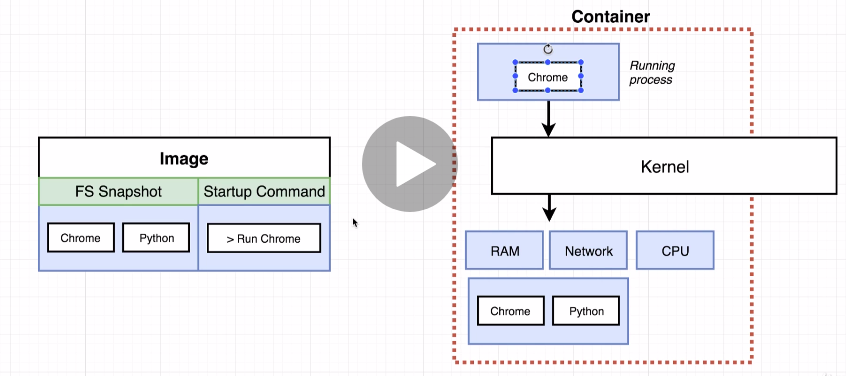 Container
Chrome
Running
process
Image
FS Snapshot
Startup Command
Chrome
Python
> Run Chrome
Kernel
RAM
Network
CPU
Chrome
Python